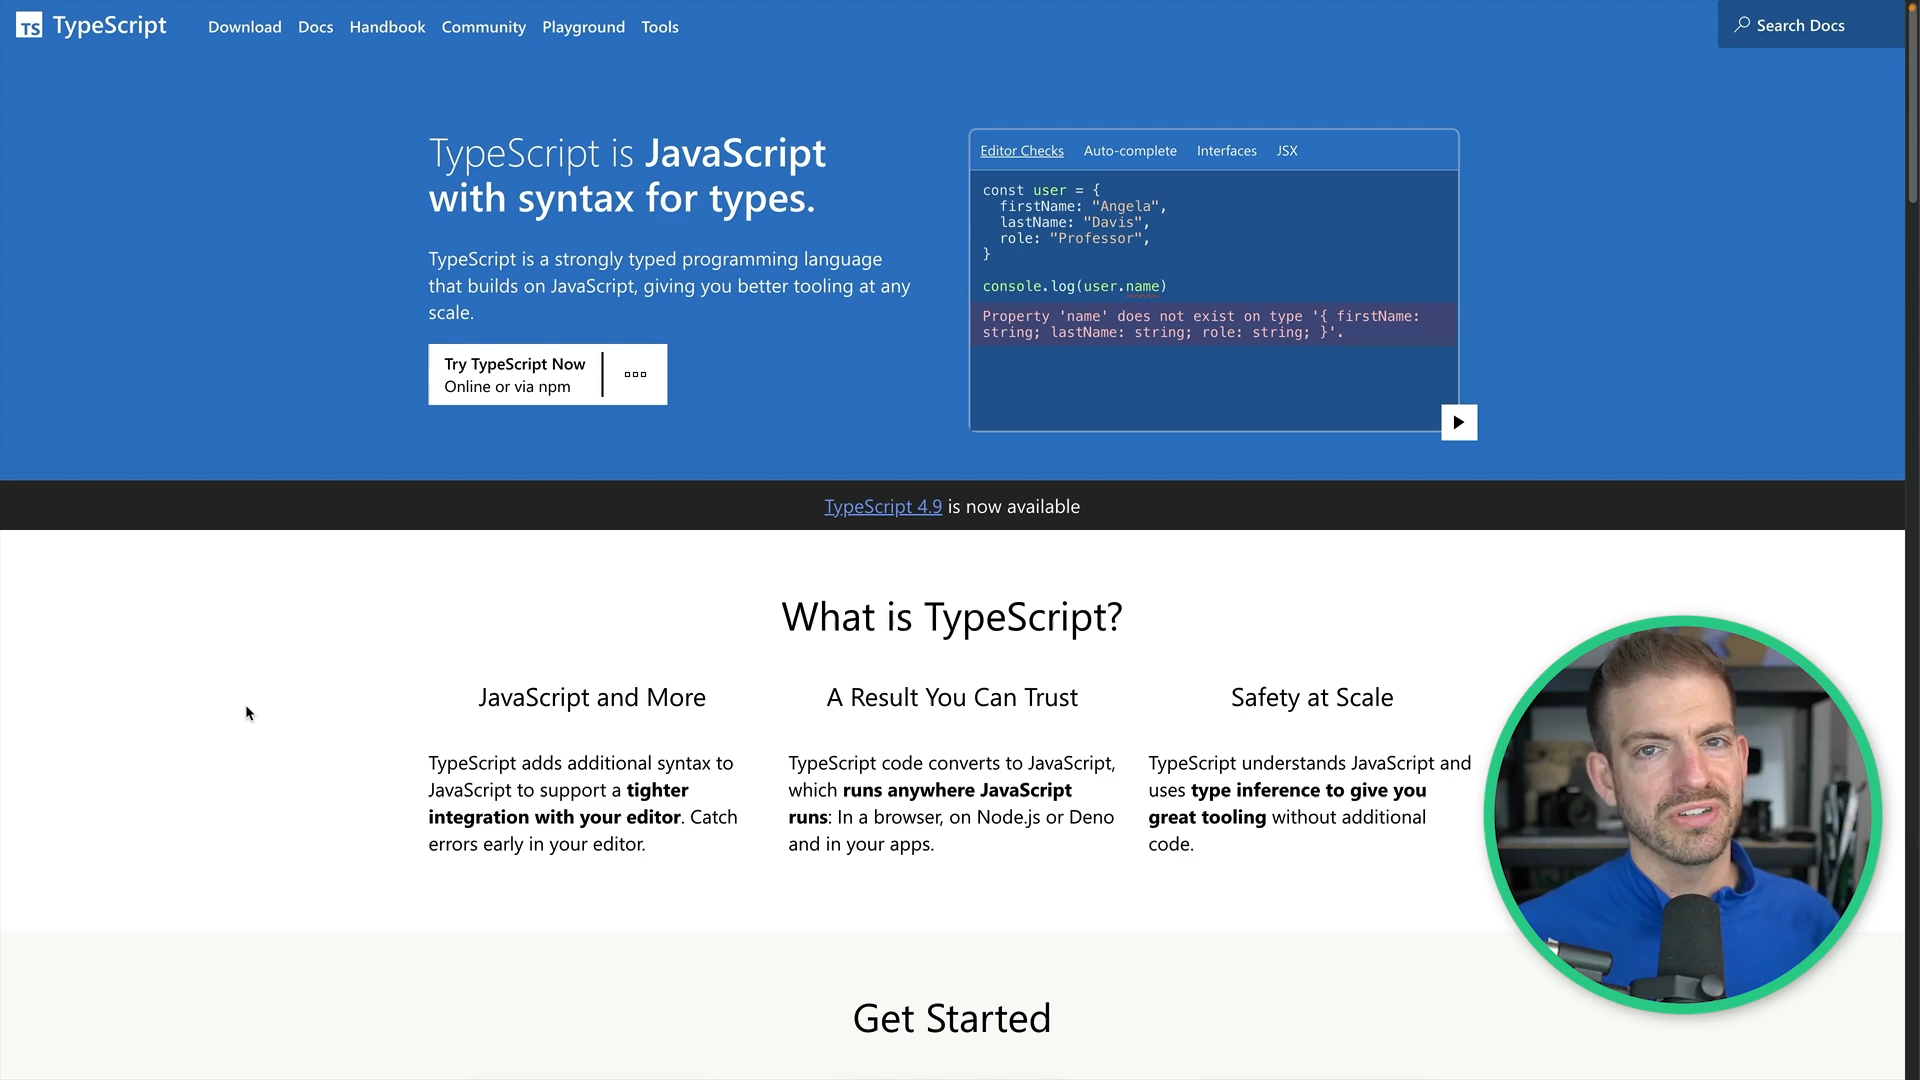 TS TypeScript
Download Docs Handbook Community Playground Tools
Search Docs
TypeScript is JavaScript
with syntax for types.
TypeScript is a strongly typed programming language
that builds on JavaScript, giving you better tooling at any
scale.
Try TypeScript Now
Online or via npm
Editor Checks Auto-complete Interfaces JSX
const user = {
firstName: "Angela",
lastName: "Davis",
role: "Professor",
}
console.log(user.name)
Property 'name' does not exist on type '{ firstName:
string; lastName: string; role: string; }'.
TypeScript 4.9 is now available
What is TypeScript?
JavaScript and More
TypeScript adds additional syntax to
JavaScript to support a tighter
integration with your editor. Catch
errors early in your editor.
A Result You Can Trust
TypeScript code converts to JavaScript,
which runs anywhere JavaScript
runs: In a browser, on Node.js or Deno
and in your apps.
Safety at Scale
TypeScript understands JavaScript and
uses type inference to give you
great tooling without additional
code.
Get Started